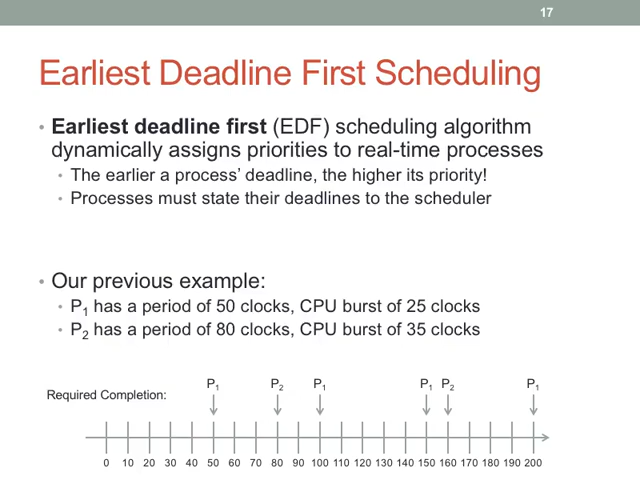 17
Earliest Deadline First Scheduling
• Earliest deadline first (EDF) scheduling algorithm
dynamically assigns priorities to real-time processes
• The earlier a process’ deadline, the higher its priority!
• Processes must state their deadlines to the scheduler
• Our previous example:
• P1 has a period of 50 clocks, CPU burst of 25 clocks
• P2 has a period of 80 clocks, CPU burst of 35 clocks
P1 P2 P1 P1 P2 P1
Required Completion:
0 10 20 30 40 50 60 70 80 90 100 110 120 130 140 150 160 170 180 190 200